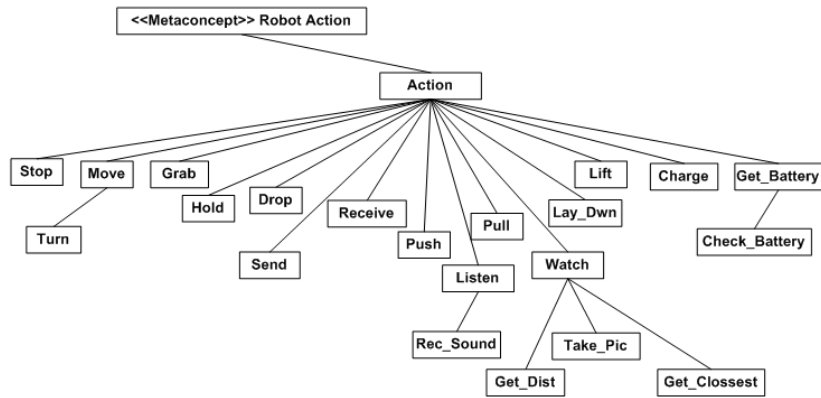 <<Metaconcept>> Robot Action
Action
Stop
Move
Grab
Lift
Charge
Get_Battery
Hold
Drop
Receive
Lay_Dwn
Turn
Push
Pull
Check_Battery
Send
Listen
Watch
Rec_Sound
Take_Pic
Get_Dist
Get_Clossest